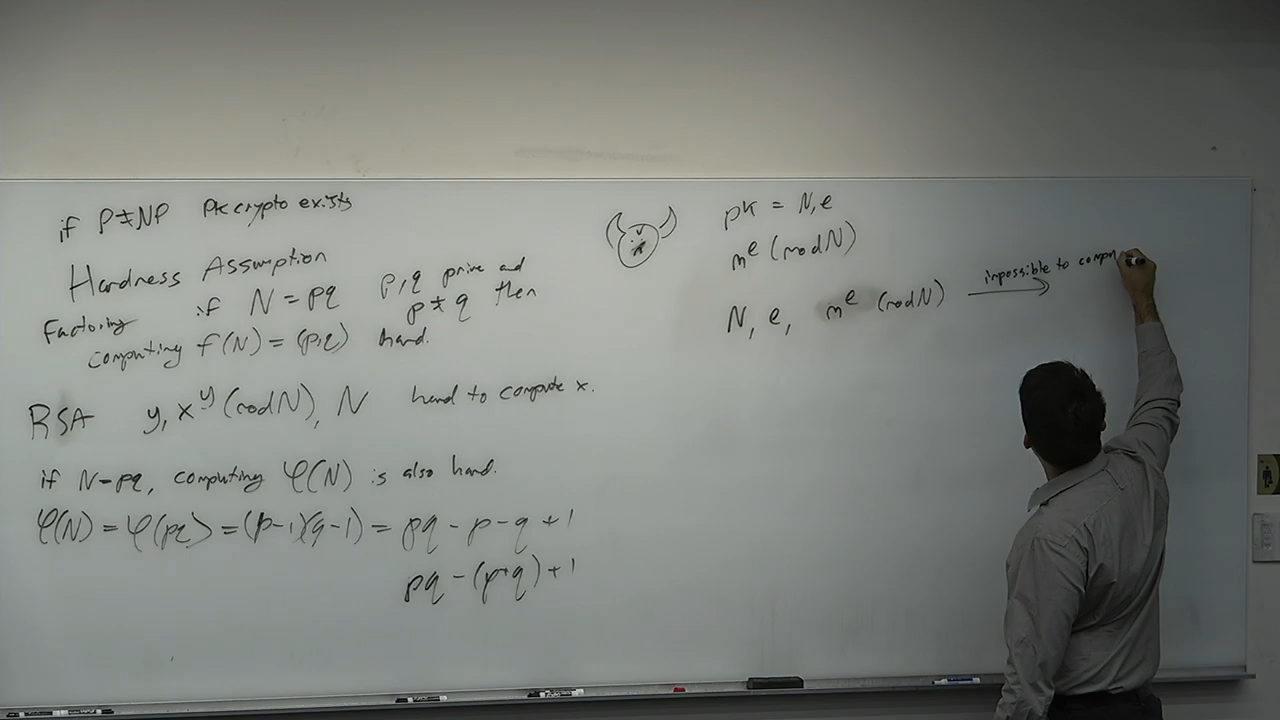 if P≠NP PK crypto exists
Hardness Assumption
Factoring if N = pq p,q prime and
p ≠ q then
computing f(N) = (p,q) hard.
RSA y, x^y (mod N), N hard to compute x.
if N=pq, computing φ(N) is also hard.
φ(N) = φ(pq) = (p-1)(q-1) = pq - p - q + 1
pq - (p+q) + 1
pk = N,e
m^e (mod N)
N, e, m^e (mod N) → impossible to comp